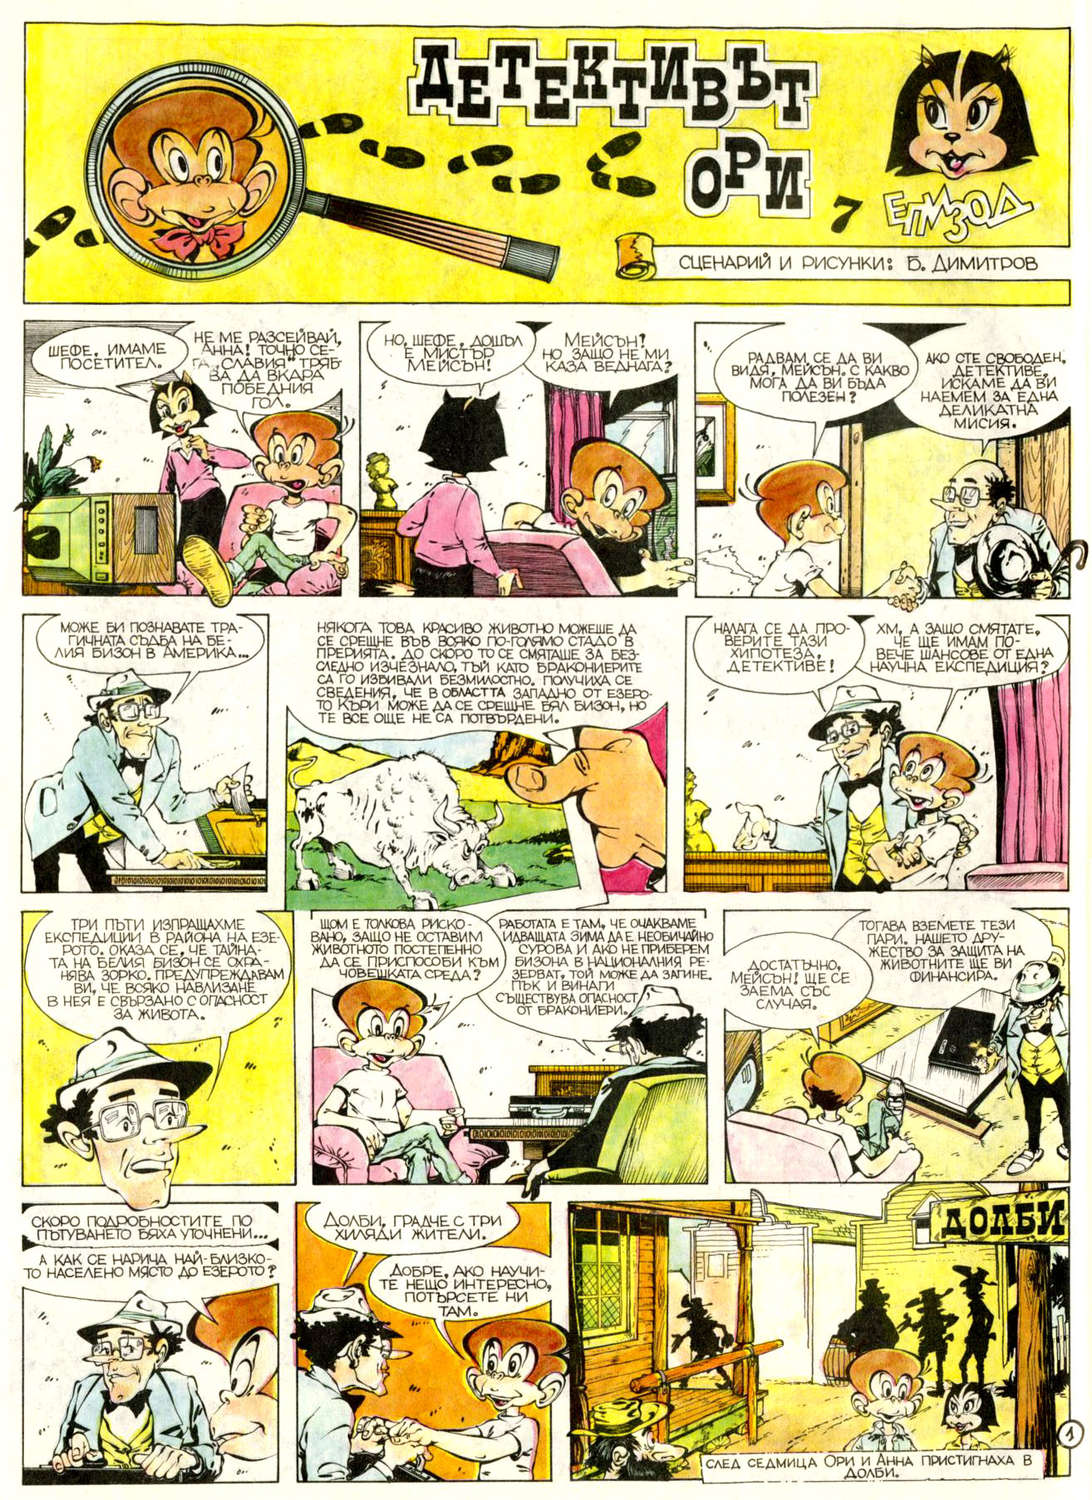 ДЕТЕКТИВЪТ
ОРИ
7
ЕПИЗОД
СЦЕНАРИЙ И РИСУНКИ: Б. ДИМИТРОВ
ШЕФЕ, ИМАМЕ
ПОСЕТИТЕЛ.
НЕ МЕ РАЗСЕЙВАЙ,
АННА! ТОЧНО СЕ-
ГА „СЛАВИЯ" ТРЯБ-
ВА ДА ВКАРА
ПОБЕДНИЯ
ГОЛ.
НО, ШЕФЕ, ДОШЪЛ
Е МИСТЪР
МЕЙСЪН!
МЕЙСЪН?
НО ЗАЩО НЕ МИ
КАЗА ВЕДНАГА?
РАДВАМ СЕ ДА ВИ
ВИДЯ, МЕЙСЪН. С КАКВО
МОГА ДА ВИ БЪДА
ПОЛЕЗЕН?
АКО СТЕ СВОБОДЕН,
ДЕТЕКТИВЕ,
ИСКАМЕ ДА ВИ
НАЕМЕМ ЗА ЕДНА
ДЕЛИКАТНА
МИСИЯ.
МОЖЕ БИ ПОЗНАВАТЕ ТРА-
ГИЧНАТА СЪДБА НА БЕ-
ЛИЯ БИЗОН В АМЕРИКА...
НЯКОГА ТОВА КРАСИВО ЖИВОТНО МОЖЕШЕ ДА
СЕ СРЕЩНЕ ВЪВ ВСЯКО ПО-ГОЛЯМО СТАДО В
ПРЕРИЯТА. ДО СКОРО ТО СЕ СМЯТАШЕ ЗА БЕЗ-
СЛЕДНО ИЗЧЕЗНАЛО, ТЪЙ КАТО БРАКОНИЕРИТЕ
СА ГО ИЗБИВАЛИ БЕЗМИЛОСТНО. ПОЛУЧИХА СЕ
СВЕДЕНИЯ, ЧЕ В ОБЛАСТТА ЗАПАДНО ОТ ЕЗЕРО-
ТО КЪРИ МОЖЕ ДА СЕ СРЕЩНЕ БЯЛ БИЗОН, НО
ТЕ ВСЕ ОЩЕ НЕ СА ПОТВЪРДЕНИ.
НАЛАГА СЕ ДА ПРО-
ВЕРИТЕ ТАЗИ
ХИПОТЕЗА,
ДЕТЕКТИВЕ!
ХМ, А ЗАЩО СМЯТАТЕ,
ЧЕ ЩЕ ИМАМ ПО-
ВЕЧЕ ШАНСОВЕ ОТ ЕДНА
НАУЧНА ЕКСПЕДИЦИЯ?
ТРИ ПЪТИ ИЗПРАЩАХМЕ
ЕКСПЕДИЦИИ В РАЙОНА НА ЕЗЕ-
РОТО. ОКАЗА СЕ, ЧЕ ТАЙНА-
ТА НА БЕЛИЯ БИЗОН СЕ ОХРА-
НЯВА ЗОРКО. ПРЕДУПРЕЖДАВАМ
ВИ, ЧЕ ВСЯКО НАВЛИЗАНЕ
В НЕЯ Е СВЪРЗАНО С ОПАСНОСТ
ЗА ЖИВОТА.
ЩОМ Е ТОЛКОВА РИСКО-
ВАНО, ЗАЩО НЕ ОСТАВИМ
ЖИВОТНОТО ПОСТЕПЕННО
ДА СЕ ПРИСПОСОБИ КЪМ
ЧОВЕШКАТА СРЕДА?
РАБОТАТА Е ТАМ, ЧЕ ОЧАКВАМЕ
ИДВАЩАТА ЗИМА ДА Е НЕОБИЧАЙНО
СУРОВА И АКО НЕ ПРИБЕРЕМ
БИЗОНА В НАЦИОНАЛНИЯ РЕ-
ЗЕРВАТ, ТОЙ МОЖЕ ДА ЗАГИНЕ.
ПЪК И ВИНАГИ
СЪЩЕСТВУВА ОПАСНОСТ
ОТ БРАКОНИЕРИ.
ДОСТАТЪЧНО,
МЕЙСЪН! ЩЕ СЕ
ЗАЕМА СЪС
СЛУЧАЯ.
ТОГАВА ВЗЕМЕТЕ ТЕЗИ
ПАРИ. НАШЕТО ДРУ-
ЖЕСТВО ЗА ЗАЩИТА НА
ЖИВОТНИТЕ ЩЕ ВИ
ФИНАНСИРА.
СКОРО ПОДРОБНОСТИТЕ ПО
ПЪТУВАНЕТО БЯХА УТОЧНЕНИ...
А КАК СЕ НАРИЧА НАЙ-БЛИЗКО-
ТО НАСЕЛЕНО МЯСТО ДО ЕЗЕРОТО?
ДОЛБИ, ГРАДЧЕ С ТРИ
ХИЛЯДИ ЖИТЕЛИ.
ДОБРЕ, АКО НАУЧИ-
ТЕ НЕЩО ИНТЕРЕСНО,
ПОТЪРСЕТЕ НИ
ТАМ.
ДОЛБИ
СЛЕД СЕДМИЦА ОРИ И АННА ПРИСТИГНАХА В
ДОЛБИ.
1